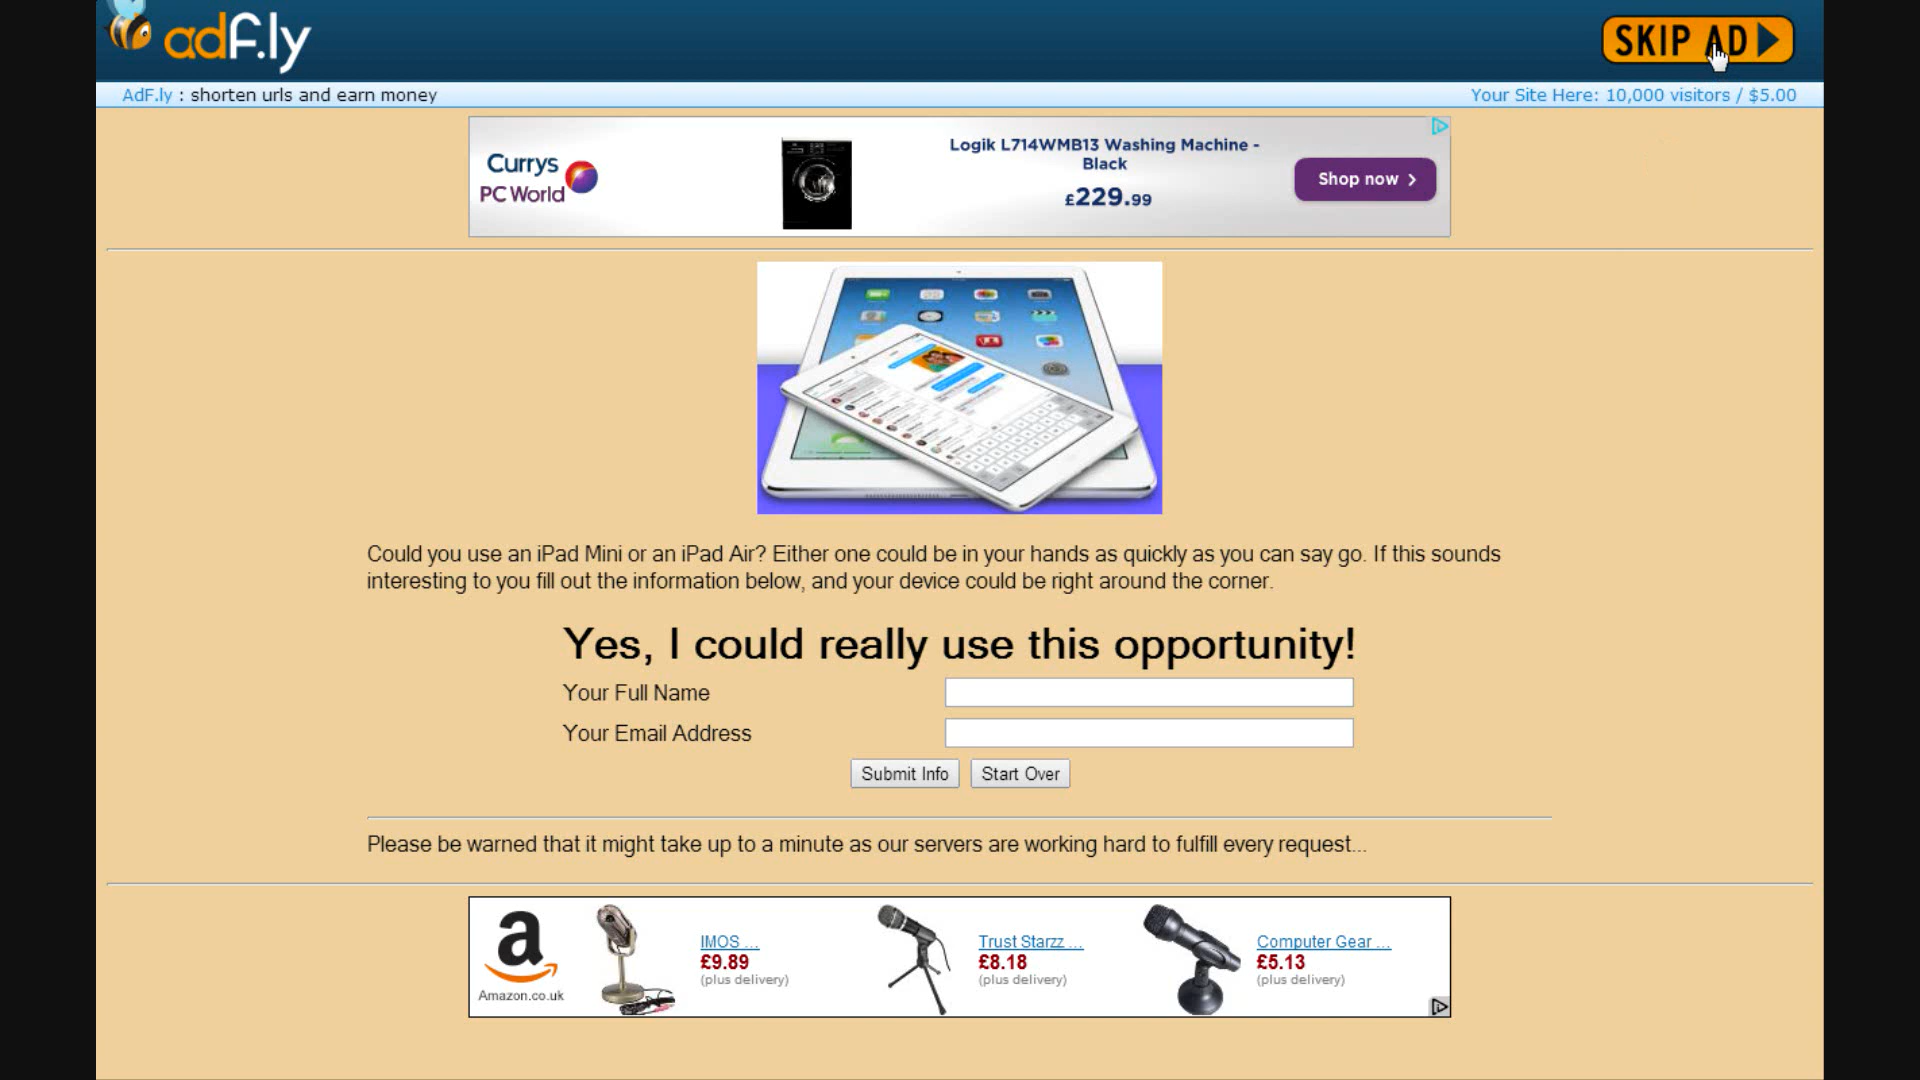 adf.ly
SKIP AD
AdF.ly : shorten urls and earn money
Your Site Here: 10,000 visitors / $5.00
Currys
PC World
Logik L714WMB13 Washing Machine -
Black
£229.99
Shop now
Could you use an iPad Mini or an iPad Air? Either one could be in your hands as quickly as you can say go. If this sounds
interesting to you fill out the information below, and your device could be right around the corner.
Yes, I could really use this opportunity!
Your Full Name
Your Email Address
Submit Info
Start Over
Please be warned that it might take up to a minute as our servers are working hard to fulfill every request...
a
Amazon.co.uk
IMOS ...
£9.89
(plus delivery)
Trust Starzz ...
£8.18
(plus delivery)
Computer Gear ...
£5.13
(plus delivery)